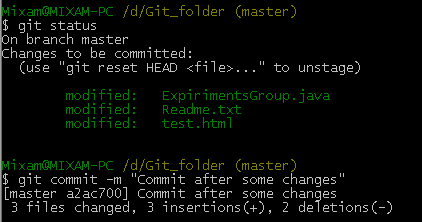 Mixam@MIXAM-PC /d/Git_folder (master)
$ git status
On branch master
Changes to be committed:
  (use "git reset HEAD <file>..." to unstage)

        modified:   ExpirimentsGroup.java
        modified:   Readme.txt
        modified:   test.html

Mixam@MIXAM-PC /d/Git_folder (master)
$ git commit -m "Commit after some changes"
[master a2ac700] Commit after some changes
 3 files changed, 3 insertions(+), 2 deletions(-)